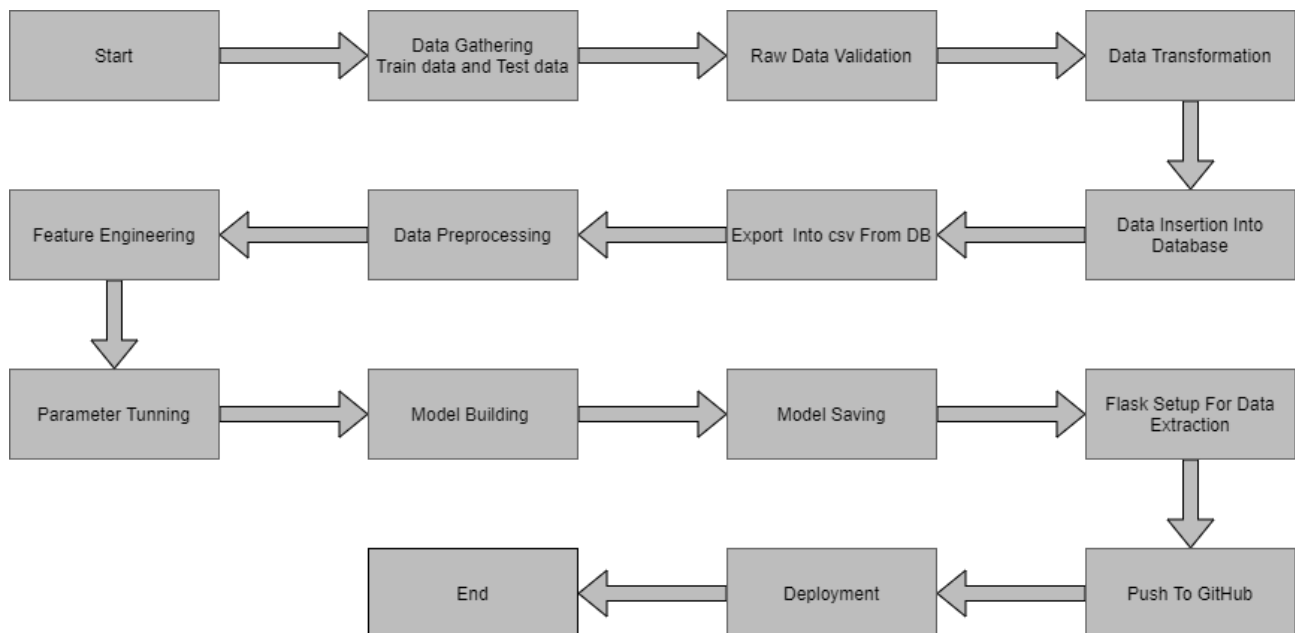 Start
Data Gathering
Train data and Test data
Raw Data Validation
Data Transformation
Data Insertion Into
Database
Export Into csv From DB
Data Preprocessing
Feature Engineering
Parameter Tunning
Model Building
Model Saving
Flask Setup For Data
Extraction
Push To GitHub
Deployment
End